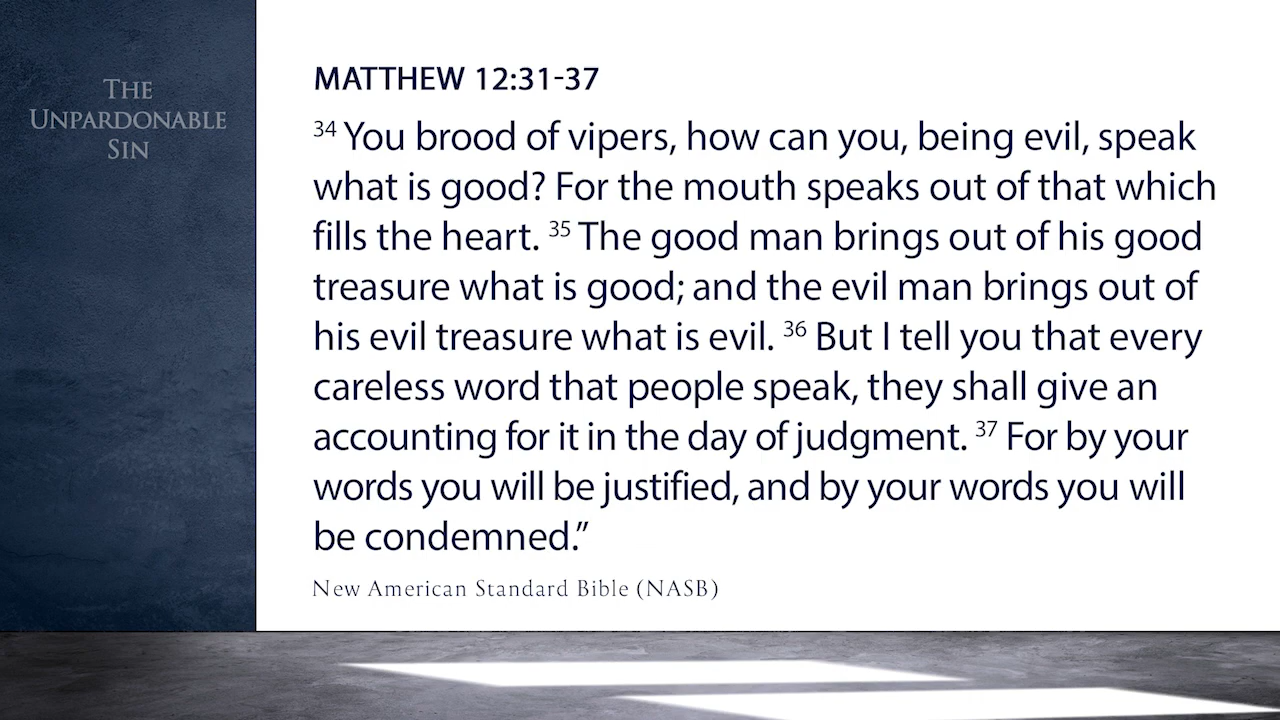 THE
UNPARDONABLE
SIN
MATTHEW 12:31-37
34 You brood of vipers, how can you, being evil, speak
what is good? For the mouth speaks out of that which
fills the heart. 35 The good man brings out of his good
treasure what is good; and the evil man brings out of
his evil treasure what is evil. 36 But I tell you that every
careless word that people speak, they shall give an
accounting for it in the day of judgment. 37 For by your
words you will be justified, and by your words you will
be condemned.”
New American Standard Bible (NASB)